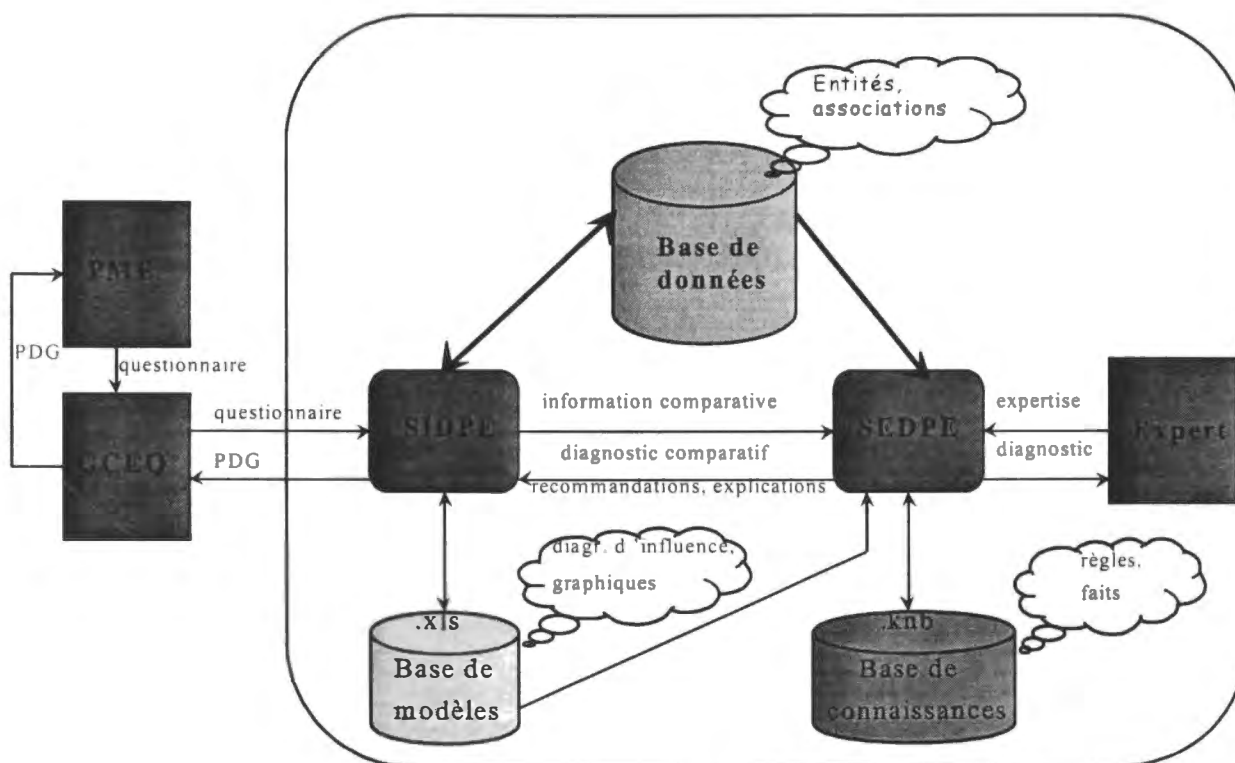 Entités,
associations
Base de
données
PME
PDG
questionnaire
GCEQ
questionnaire
PDG
SIDPE
information comparative
diagnostic comparatif
recommandations, explications
SEDPE
expertise
diagnostic
Expert
diagr. d'influence,
graphiques
règles,
faits
.xls
Base de
modèles
.knb
Base de
connaissances